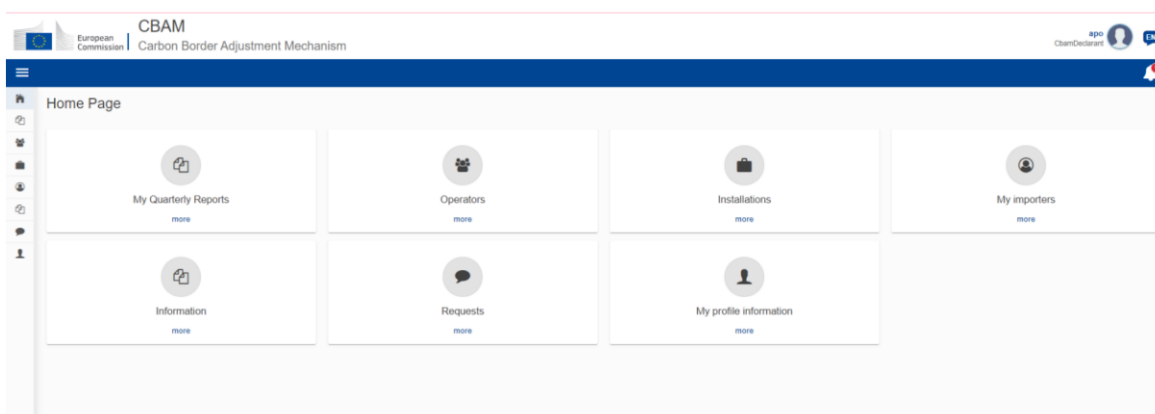 CBAM
European
Commission
Carbon Border Adjustment Mechanism
apo
CbamDeclarant
EN
Home Page
My Quarterly Reports
more
Operators
more
Installations
more
My importers
more
Information
more
Requests
more
My profile information
more